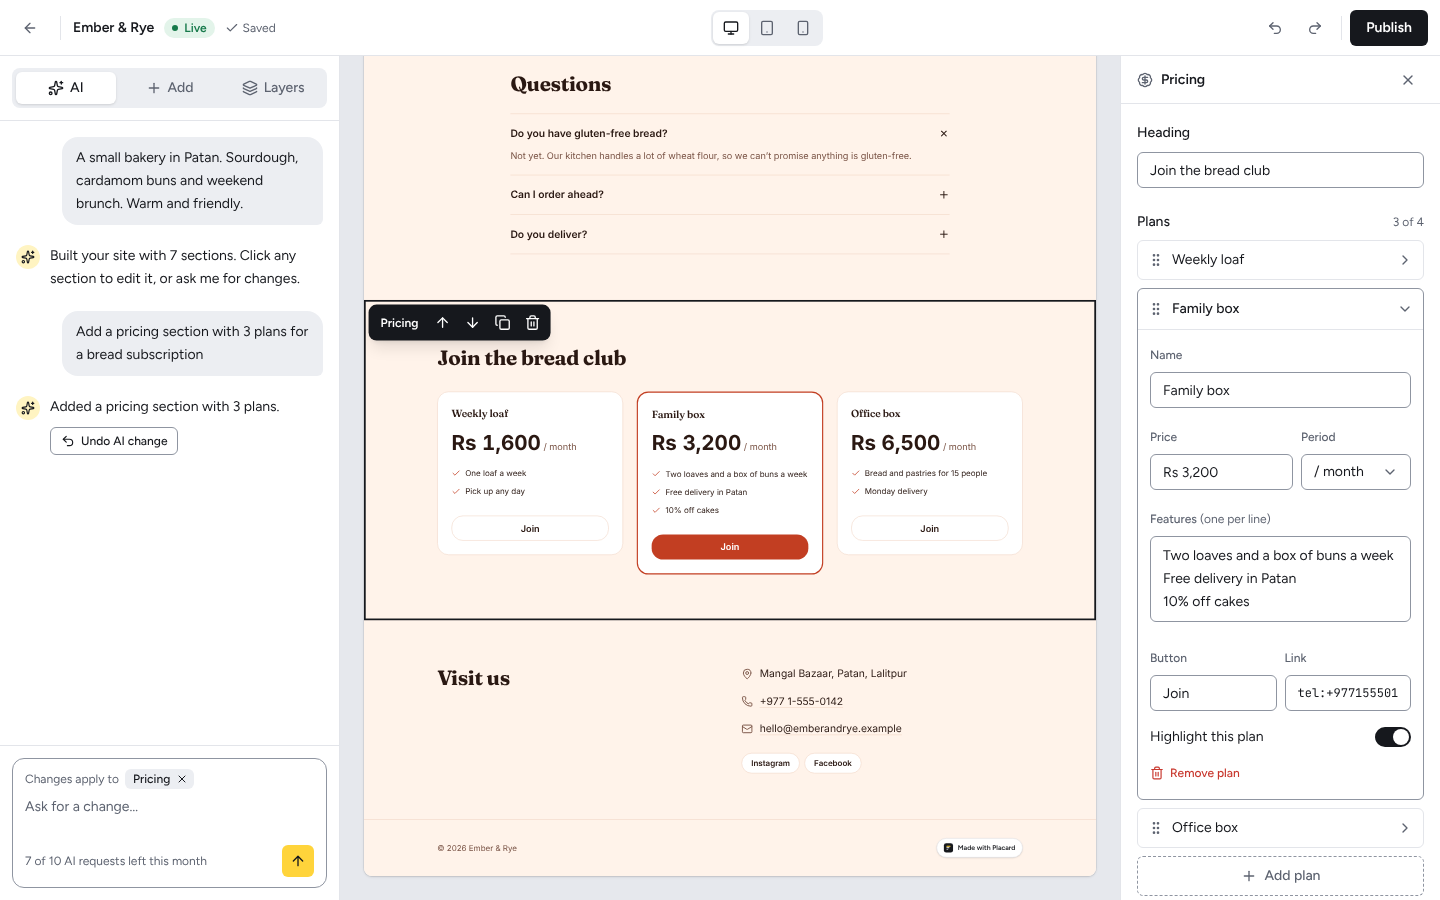 Ember & Rye
Live
Saved
Publish
AI
Add
Layers
A small bakery in Patan. Sourdough,
cardamom buns and weekend
brunch. Warm and friendly.
Built your site with 7 sections. Click any
section to edit it, or ask me for changes.
Add a pricing section with 3 plans for
a bread subscription
Added a pricing section with 3 plans.
Undo AI change
Changes apply to Pricing
Ask for a change...
7 of 10 AI requests left this month
Questions
Do you have gluten-free bread?
Not yet. Our kitchen handles a lot of wheat flour, so we can't promise anything is gluten-free.
Can I order ahead?
Do you deliver?
Pricing
Join the bread club
Weekly loaf
Rs 1,600 / month
One loaf a week
Pick up any day
Join
Family box
Rs 3,200 / month
Two loaves and a box of buns a week
Free delivery in Patan
10% off cakes
Join
Office box
Rs 6,500 / month
Bread and pastries for 15 people
Monday delivery
Join
Visit us
Mangal Bazaar, Patan, Lalitpur
+977 1-555-0142
hello@emberandrye.example
Instagram
Facebook
© 2026 Ember & Rye
Made with Placard
Pricing
Heading
Join the bread club
Plans
3 of 4
Weekly loaf
Family box
Name
Family box
Price
Period
Rs 3,200
/ month
Features (one per line)
Two loaves and a box of buns a week
Free delivery in Patan
10% off cakes
Button
Link
Join
tel:+977155501
Highlight this plan
Remove plan
Office box
Add plan